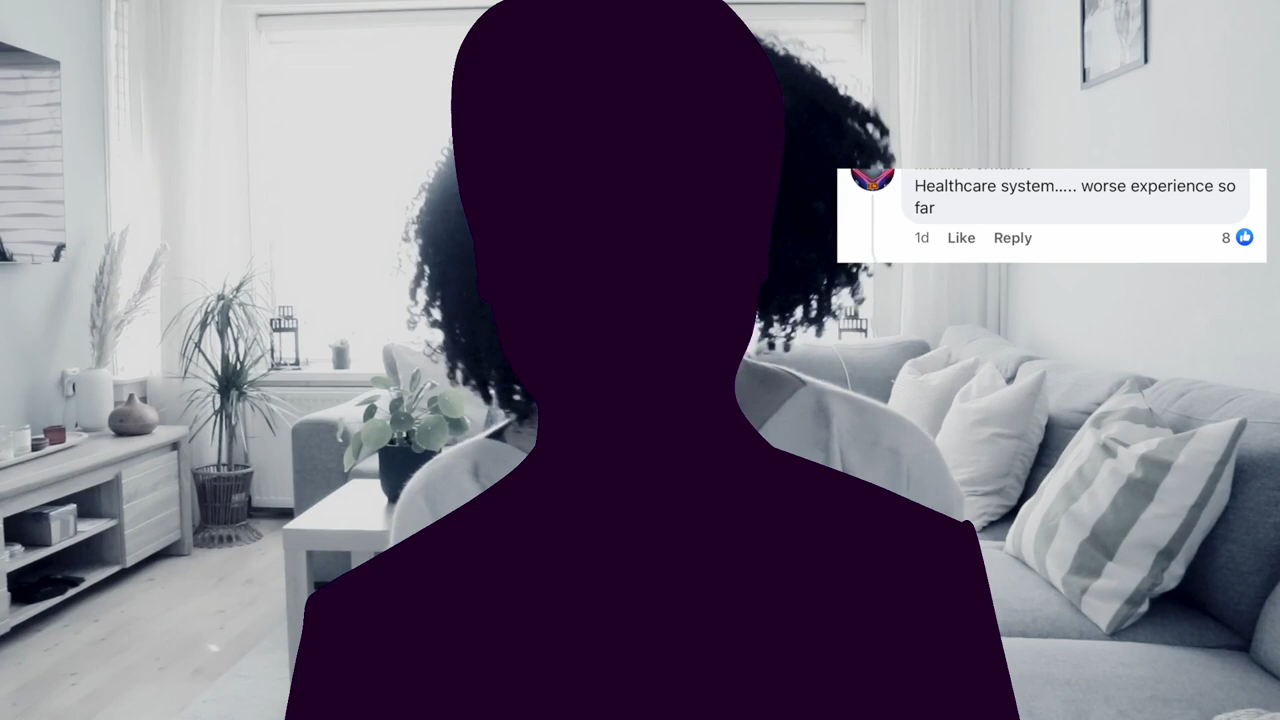 Healthcare system..... worse experience so
far
1d Like Reply 8